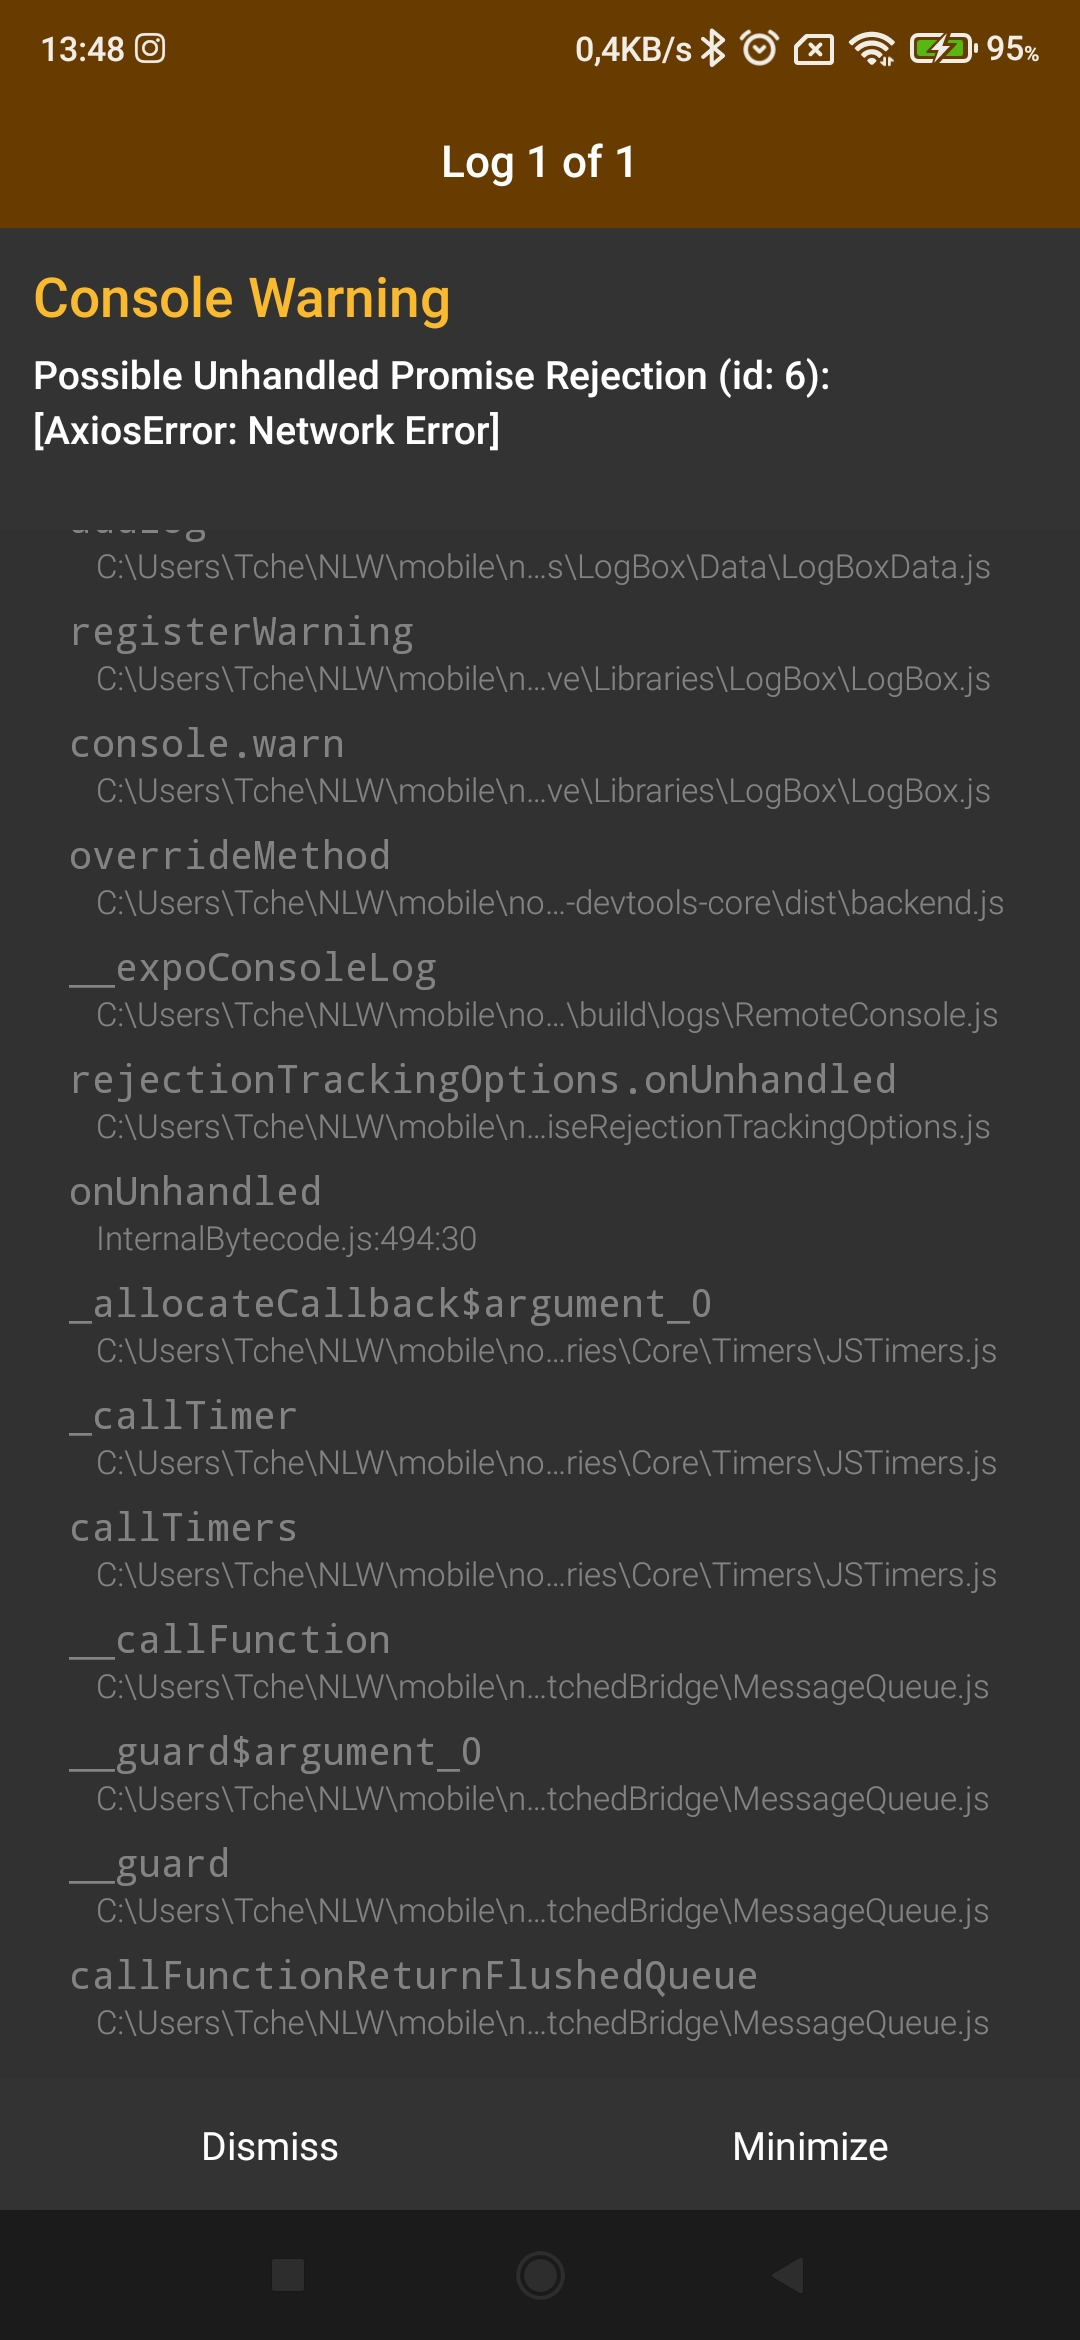 13:48 0,4KB/s 95%
Log 1 of 1
Console Warning
Possible Unhandled Promise Rejection (id: 6):
[AxiosError: Network Error]
C:\Users\Tche\NLW\mobile\n...s\LogBox\Data\LogBoxData.js
registerWarning
C:\Users\Tche\NLW\mobile\n...ve\Libraries\LogBox\LogBox.js
console.warn
C:\Users\Tche\NLW\mobile\n...ve\Libraries\LogBox\LogBox.js
overrideMethod
C:\Users\Tche\NLW\mobile\no...-devtools-core\dist\backend.js
__expoConsoleLog
C:\Users\Tche\NLW\mobile\no...\build\logs\RemoteConsole.js
rejectionTrackingOptions.onUnhandled
C:\Users\Tche\NLW\mobile\n...iseRejectionTrackingOptions.js
onUnhandled
InternalBytecode.js:494:30
_allocateCallback$argument_0
C:\Users\Tche\NLW\mobile\no...ries\Core\Timers\JSTimers.js
_callTimer
C:\Users\Tche\NLW\mobile\no...ries\Core\Timers\JSTimers.js
callTimers
C:\Users\Tche\NLW\mobile\no...ries\Core\Timers\JSTimers.js
__callFunction
C:\Users\Tche\NLW\mobile\n...tchedBridge\MessageQueue.js
__guard$argument_0
C:\Users\Tche\NLW\mobile\n...tchedBridge\MessageQueue.js
__guard
C:\Users\Tche\NLW\mobile\n...tchedBridge\MessageQueue.js
callFunctionReturnFlushedQueue
C:\Users\Tche\NLW\mobile\n...tchedBridge\MessageQueue.js
Dismiss Minimize